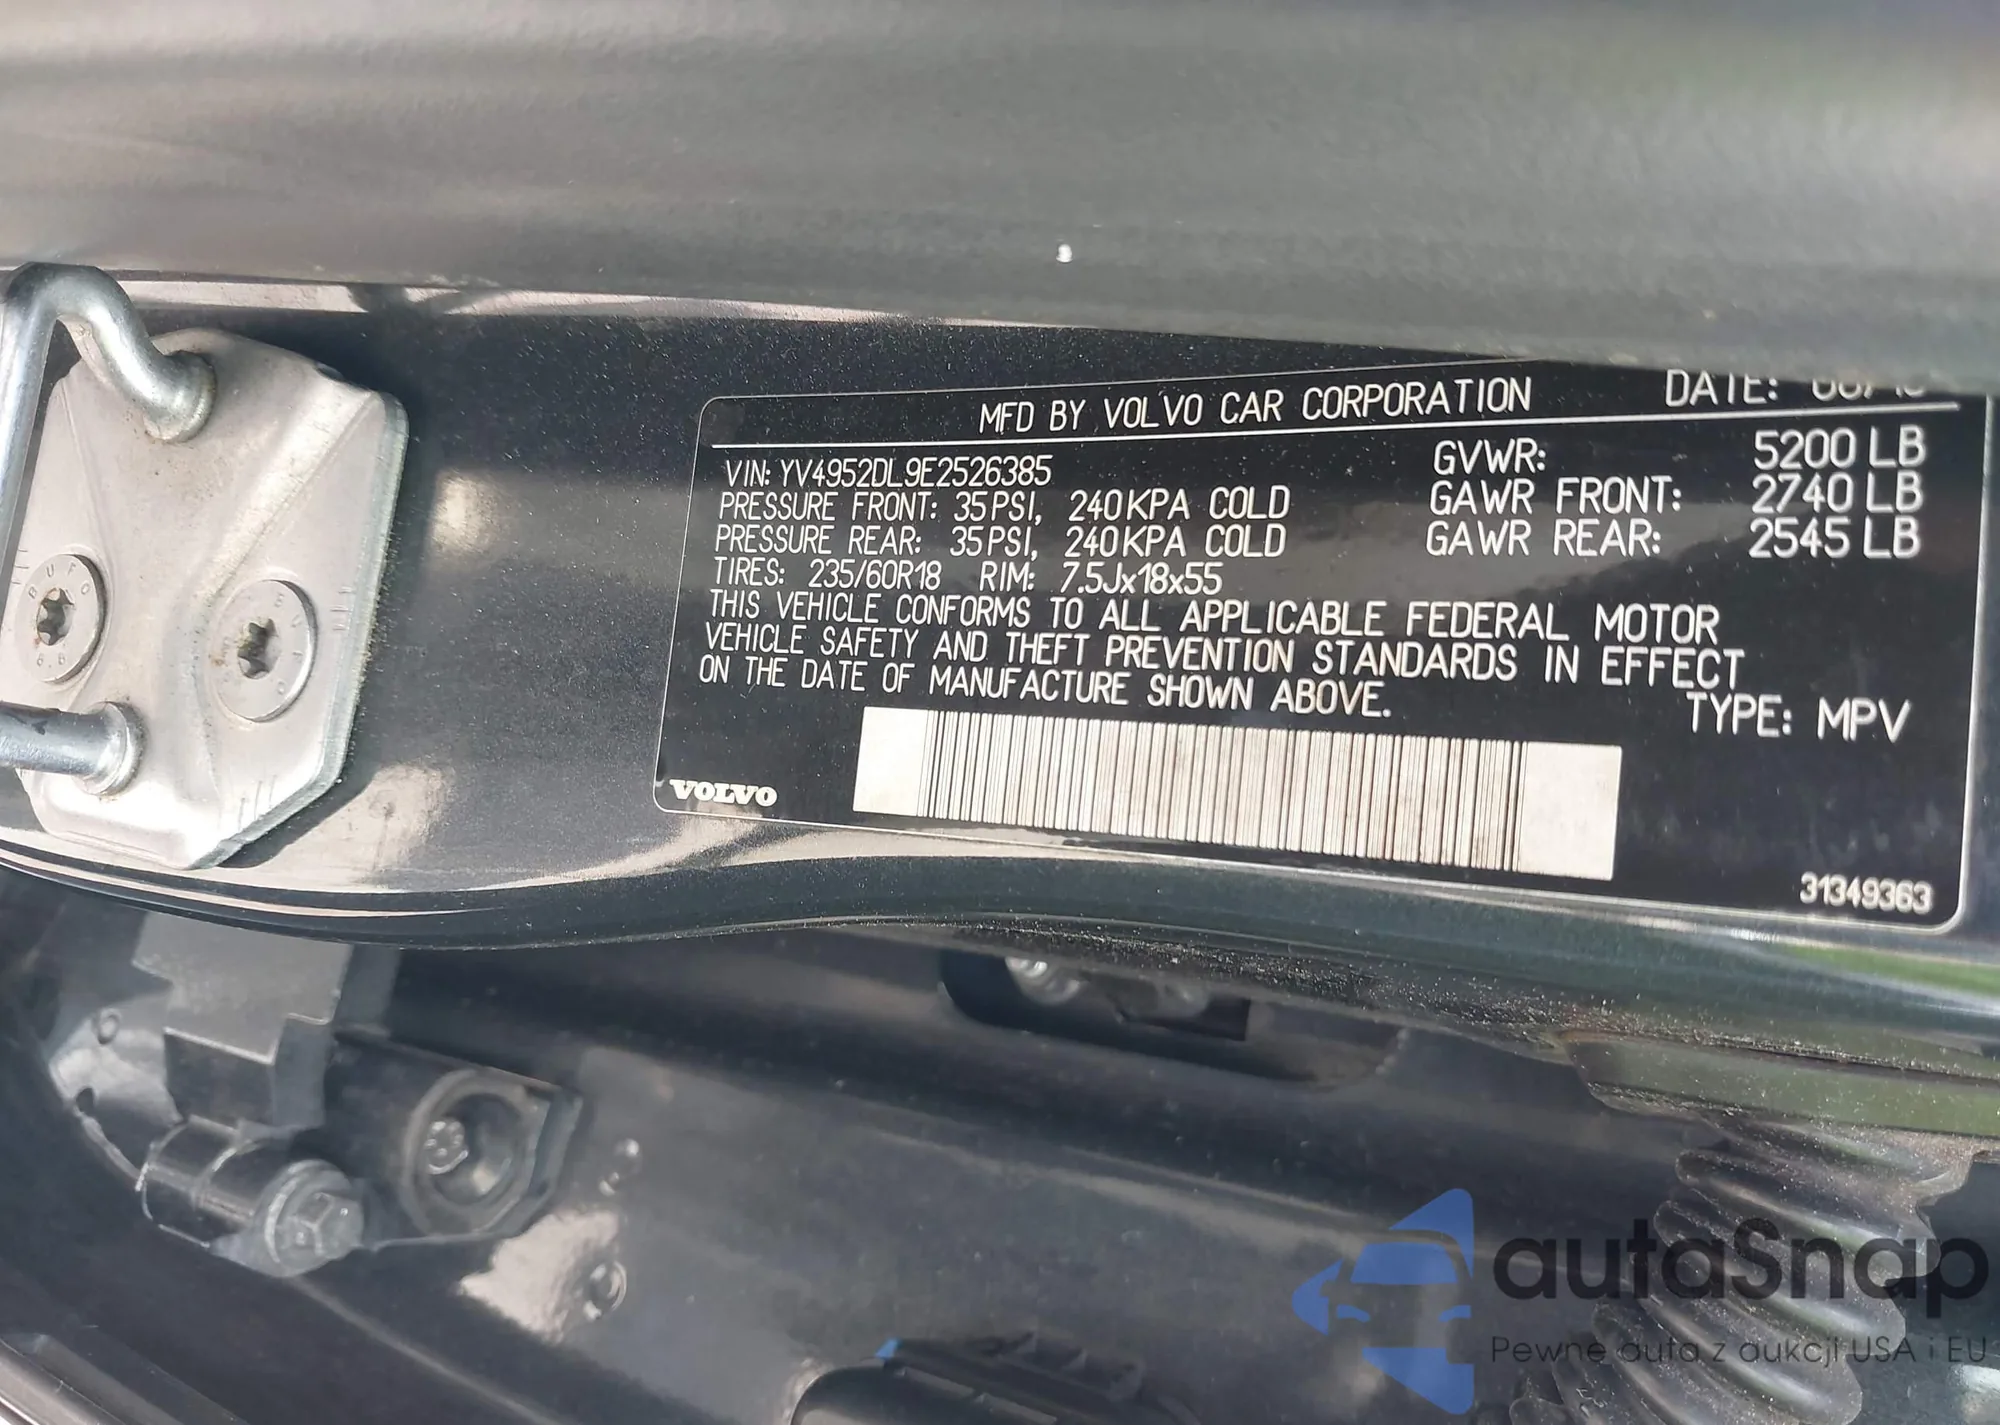 MFD BY VOLVO CAR CORPORATION DATE:
VIN: YV4952DL9E2526385 GVWR: 5200 LB
PRESSURE FRONT: 35PSI, 240KPA COLD GAWR FRONT: 2740 LB
PRESSURE REAR: 35PSI, 240KPA COLD GAWR REAR: 2545 LB
TIRES: 235/60R18 RIM: 7.5Jx18x55
THIS VEHICLE CONFORMS TO ALL APPLICABLE FEDERAL MOTOR
VEHICLE SAFETY AND THEFT PREVENTION STANDARDS IN EFFECT
ON THE DATE OF MANUFACTURE SHOWN ABOVE.
TYPE: MPV
VOLVO
31349363
BUFO
autaSnap
Pewne auta z aukcji USA i EU